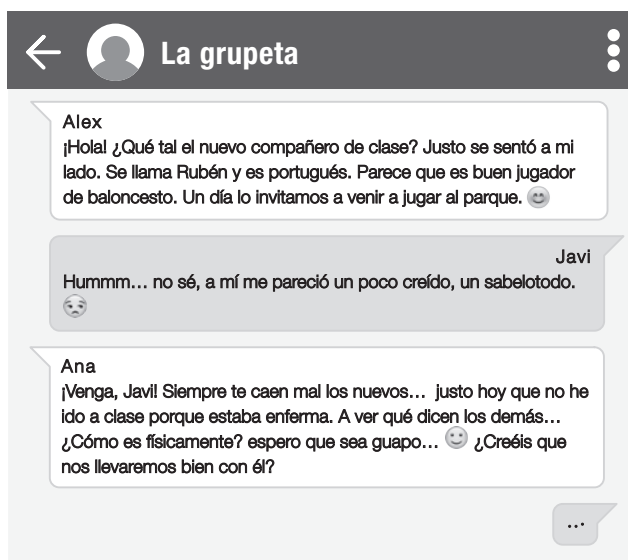 La grupeta
Alex
¡Hola! ¿Qué tal el nuevo compañero de clase? Justo se sentó a mi
lado. Se llama Rubén y es portugués. Parece que es buen jugador
de baloncesto. Un día lo invitamos a venir a jugar al parque. 😊
Javi
Hummm… no sé, a mí me pareció un poco creído, un sabelotodo.
😒
Ana
¡Venga, Javi! Siempre te caen mal los nuevos… justo hoy que no he
ido a clase porque estaba enferma. A ver qué dicen los demás…
¿Cómo es físicamente? espero que sea guapo… 🙂 ¿Creéis que
nos llevaremos bien con él?
...